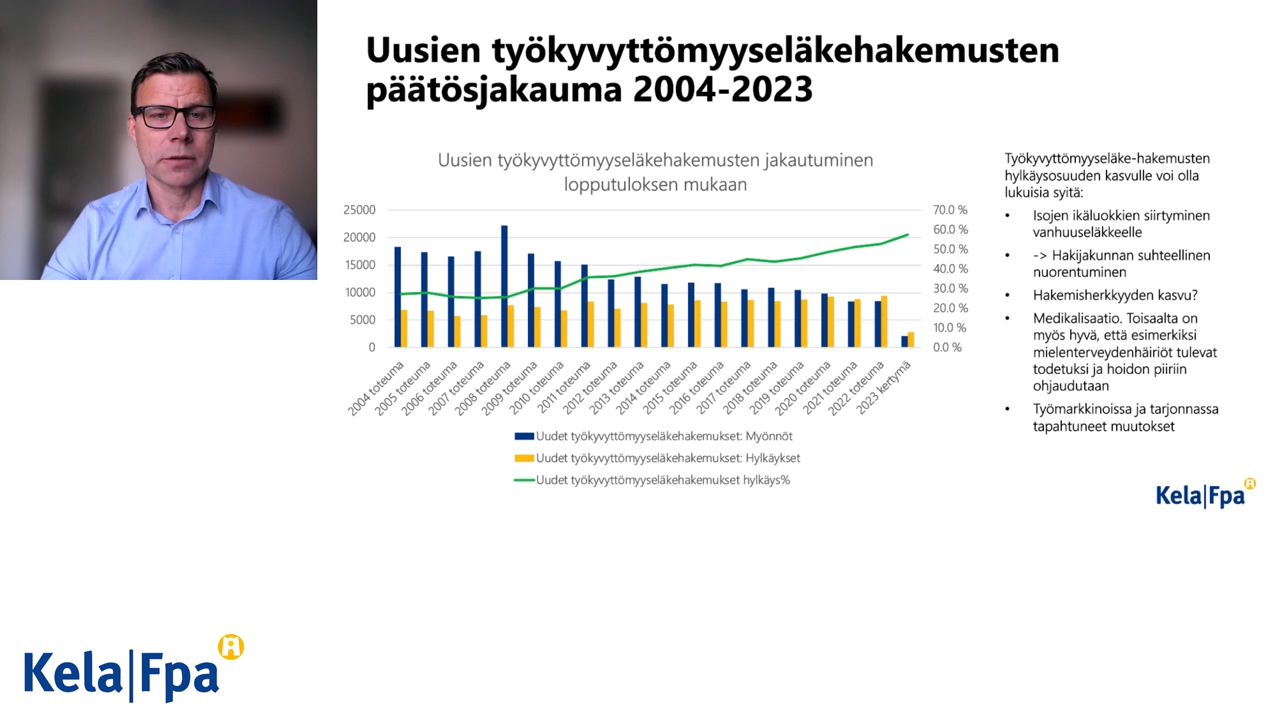 Uusien työkyvyttömyyseläkehakemusten
päätösjakauma 2004-2023
Uusien työkyvyttömyyseläkehakemusten jakautuminen
lopputuloksen mukaan
25000
20000
15000
10000
5000
0
70.0 %
60.0 %
50.0 %
40.0 %
30.0 %
20.0 %
10.0 %
0.0 %
2004 toteuma
2005 toteuma
2006 toteuma
2007 toteuma
2008 toteuma
2009 toteuma
2010 toteuma
2011 toteuma
2012 toteuma
2013 toteuma
2014 toteuma
2015 toteuma
2016 toteuma
2017 toteuma
2018 toteuma
2019 toteuma
2020 toteuma
2021 toteuma
2022 toteuma
2023 kertymä
Uudet työkyvyttömyyseläkehakemukset: Myönnöt
Uudet työkyvyttömyyseläkehakemukset: Hylkäykset
Uudet työkyvyttömyyseläkehakemukset hylkäys%
Työkyvyttömyyseläke-hakemusten
hylkäysosuuden kasvulle voi olla
lukuisia syitä:
• Isojen ikäluokkien siirtyminen
vanhuuseläkkeelle
• -> Hakijakunnan suhteellinen
nuorentuminen
• Hakemisherkkyyden kasvu?
• Medikalisaatio. Toisaalta on
myös hyvä, että esimerkiksi
mielenterveydenhäiriöt tulevat
todetuksi ja hoidon piiriin
ohjaudutaan
• Työmarkkinoissa ja tarjonnassa
tapahtuneet muutokset
Kela|Fpa
Kela|Fpa